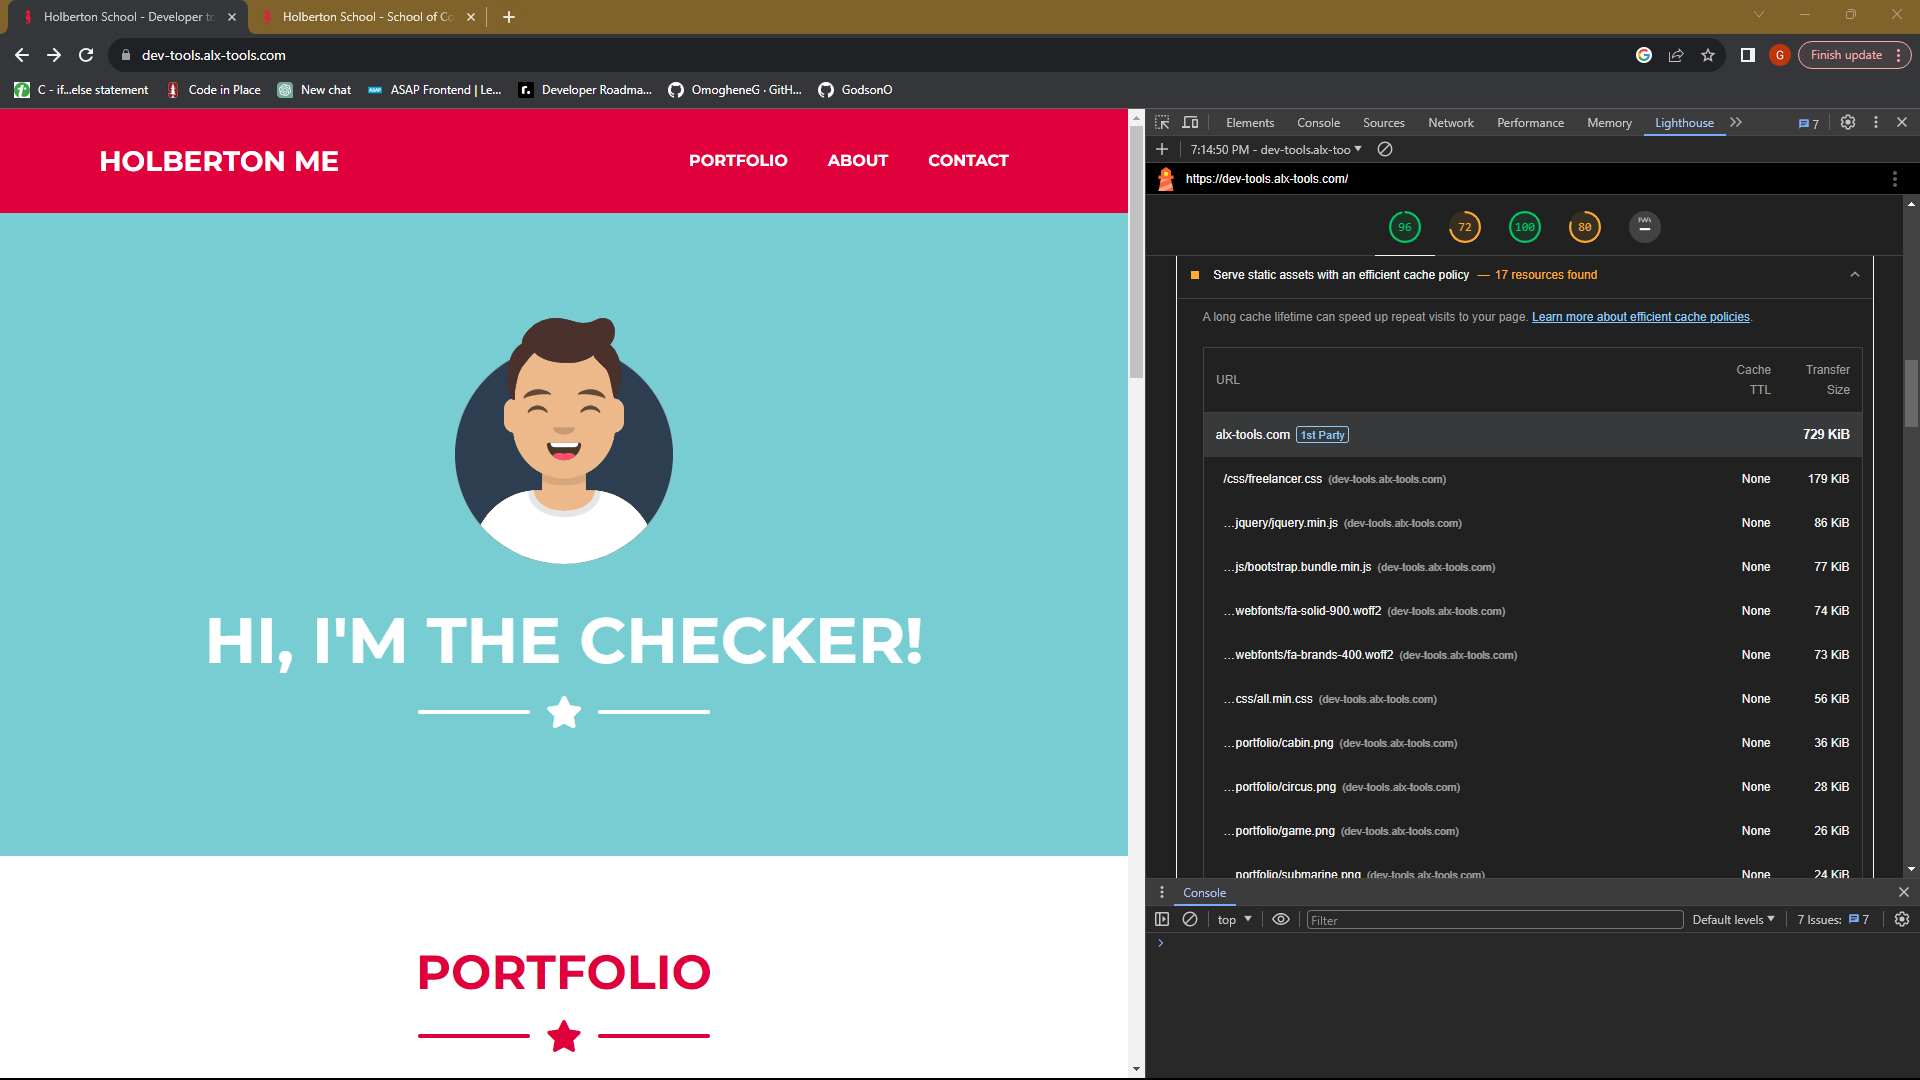 Holberton School - Developer to
Holberton School - School of Co
dev-tools.alx-tools.com
G
Finish update
C - if...else statement
Code in Place
New chat
ASAP Frontend | Le...
Developer Roadma...
OmogheneG · GitH...
GodsonO
HOLBERTON ME
PORTFOLIO
ABOUT
CONTACT
HI, I'M THE CHECKER!
PORTFOLIO
Elements
Console
Sources
Network
Performance
Memory
Lighthouse
7
7:14:50 PM - dev-tools.alx-too
https://dev-tools.alx-tools.com/
96
72
100
80
PWA
Serve static assets with an efficient cache policy — 17 resources found
A long cache lifetime can speed up repeat visits to your page. Learn more about efficient cache policies.
URL
Cache TTL
Transfer Size
alx-tools.com 1st Party 729 KiB
/css/freelancer.css (dev-tools.alx-tools.com) None 179 KiB
…jquery/jquery.min.js (dev-tools.alx-tools.com) None 86 KiB
…js/bootstrap.bundle.min.js (dev-tools.alx-tools.com) None 77 KiB
…webfonts/fa-solid-900.woff2 (dev-tools.alx-tools.com) None 74 KiB
…webfonts/fa-brands-400.woff2 (dev-tools.alx-tools.com) None 73 KiB
…css/all.min.css (dev-tools.alx-tools.com) None 56 KiB
…portfolio/cabin.png (dev-tools.alx-tools.com) None 36 KiB
…portfolio/circus.png (dev-tools.alx-tools.com) None 28 KiB
…portfolio/game.png (dev-tools.alx-tools.com) None 26 KiB
…portfolio/submarine.png (dev-tools.alx-tools.com) None 24 KiB
Console
top
Filter
Default levels
7 Issues: 7